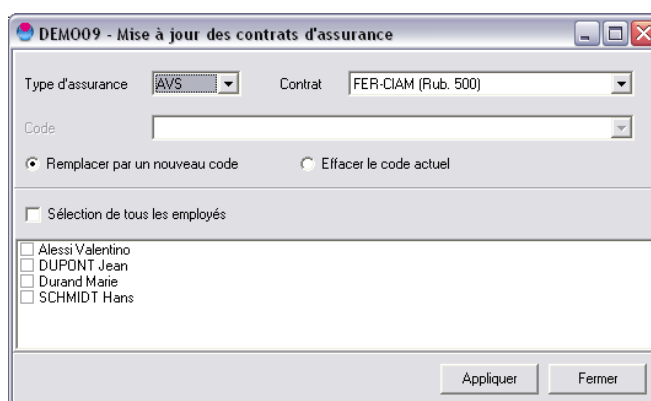 DEMO09 - Mise à jour des contrats d'assurance
Type d'assurance AVS Contrat FER-CIAM (Rub. 500)
Code
Remplacer par un nouveau code Effacer le code actuel
Sélection de tous les employés
Alessi Valentino
DUPONT Jean
Durand Marie
SCHMIDT Hans
Appliquer Fermer